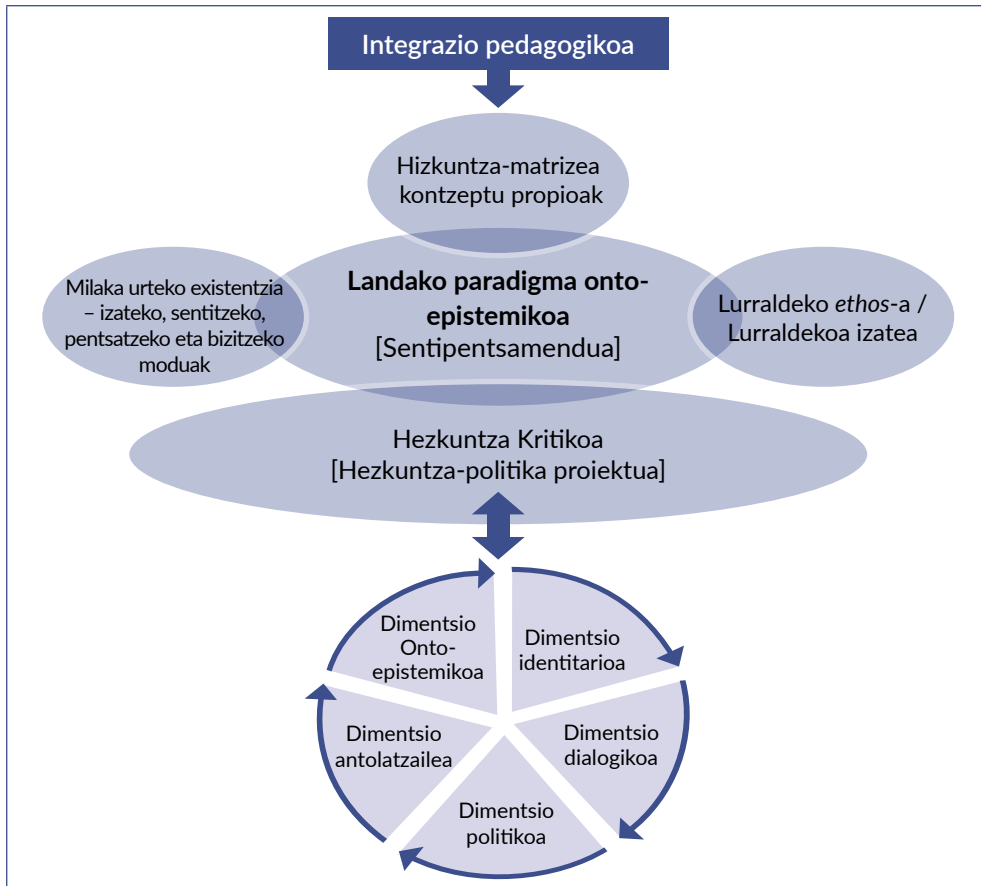 Integrazio pedagogikoa
Hizkuntza-matrizea
kontzeptu propioak
Milaka urteko existentzia
– izateko, sentitzeko,
pentsatzeko eta bizitzeko
moduak
Landako paradigma onto-
epistemikoa
[Sentipentsamendua]
Lurraldeko ethos-a /
Lurraldekoa izatea
Hezkuntza Kritikoa
[Hezkuntza-politika proiektua]
Dimentsio
Onto-
epistemikoa
Dimentsio
identitarioa
Dimentsio
antolatzailea
Dimentsio
dialogikoa
Dimentsio
politikoa